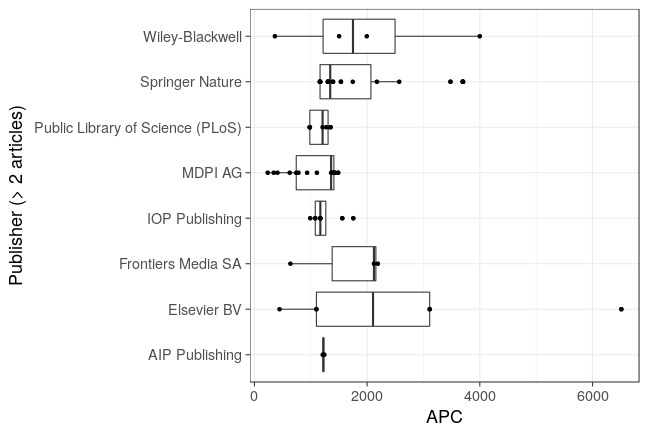 Publisher (> 2 articles)
Wiley-Blackwell
Springer Nature
Public Library of Science (PLoS)
MDPI AG
IOP Publishing
Frontiers Media SA
Elsevier BV
AIP Publishing
0 2000 4000 6000
APC